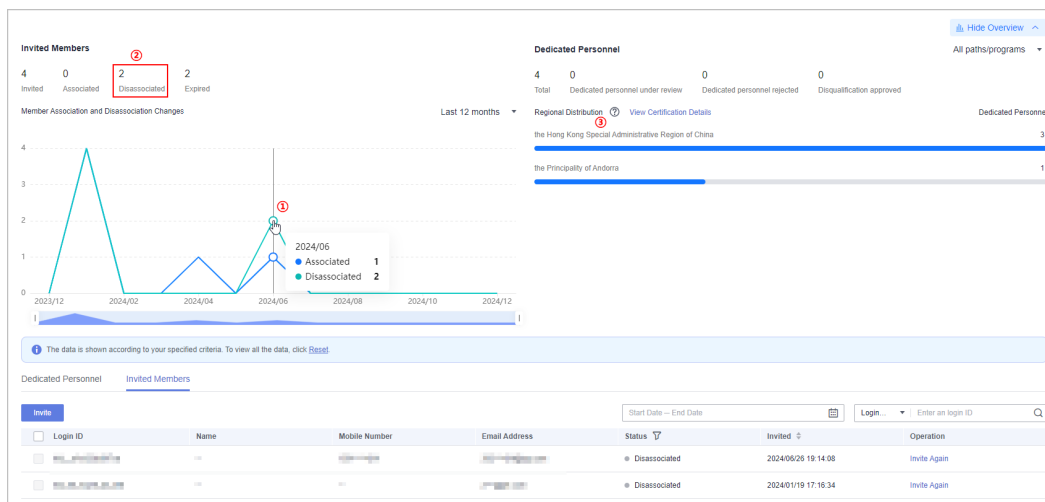 Hide Overview
Invited Members
②
4 0 2 2
Invited Associated Disassociated Expired
Member Association and Disassociation Changes Last 12 months
4
3
2
1
0
①
2024/06
Associated 1
Disassociated 2
2023/12 2024/02 2024/04 2024/06 2024/08 2024/10 2024/12
Dedicated Personnel All paths/programs
4 0 0 0
Total Dedicated personnel under review Dedicated personnel rejected Disqualification approved
Regional Distribution ? View Certification Details Dedicated Personne
③
the Hong Kong Special Administrative Region of China 3
the Principality of Andorra 1
The data is shown according to your specified criteria. To view all the data, click Reset.
Dedicated Personnel Invited Members
Invite Start Date – End Date Login... Enter an login ID
Login ID Name Mobile Number Email Address Status Invited Operation
Disassociated 2024/06/26 19:14:08 Invite Again
Disassociated 2024/01/19 17:16:34 Invite Again